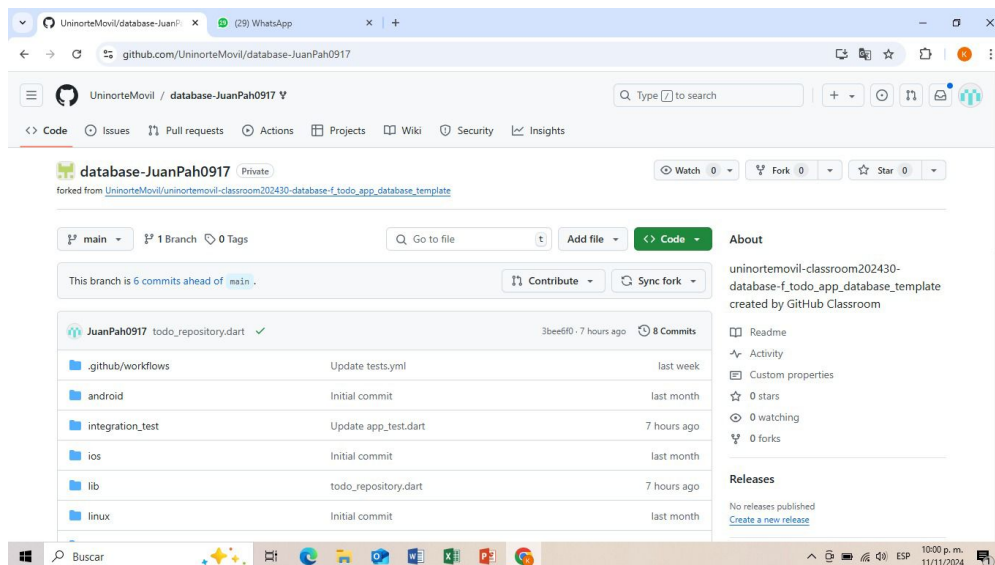 UninorteMovil/database-JuanP
(29) WhatsApp
github.com/UninorteMovil/database-JuanPah0917
K
UninorteMovil / database-JuanPah0917
Type / to search
Code Issues Pull requests Actions Projects Wiki Security Insights
database-JuanPah0917 Private
Watch 0 Fork 0 Star 0
forked from UninorteMovil/uninortemovil-classroom202430-database-f_todo_app_database_template
main 1 Branch 0 Tags Go to file t Add file Code
About
This branch is 6 commits ahead of main .
Contribute Sync fork
uninortemovil-classroom202430-
database-f_todo_app_database_template
created by GitHub Classroom
JuanPah0917 todo_repository.dart 3bee6f0 · 7 hours ago 8 Commits
.github/workflows Update tests.yml last week
android Initial commit last month
integration_test Update app_test.dart 7 hours ago
ios Initial commit last month
lib todo_repository.dart 7 hours ago
linux Initial commit last month
Readme
Activity
Custom properties
0 stars
0 watching
0 forks
Releases
No releases published
Create a new release
Buscar
ESP
10:00 p. m.
11/11/2024